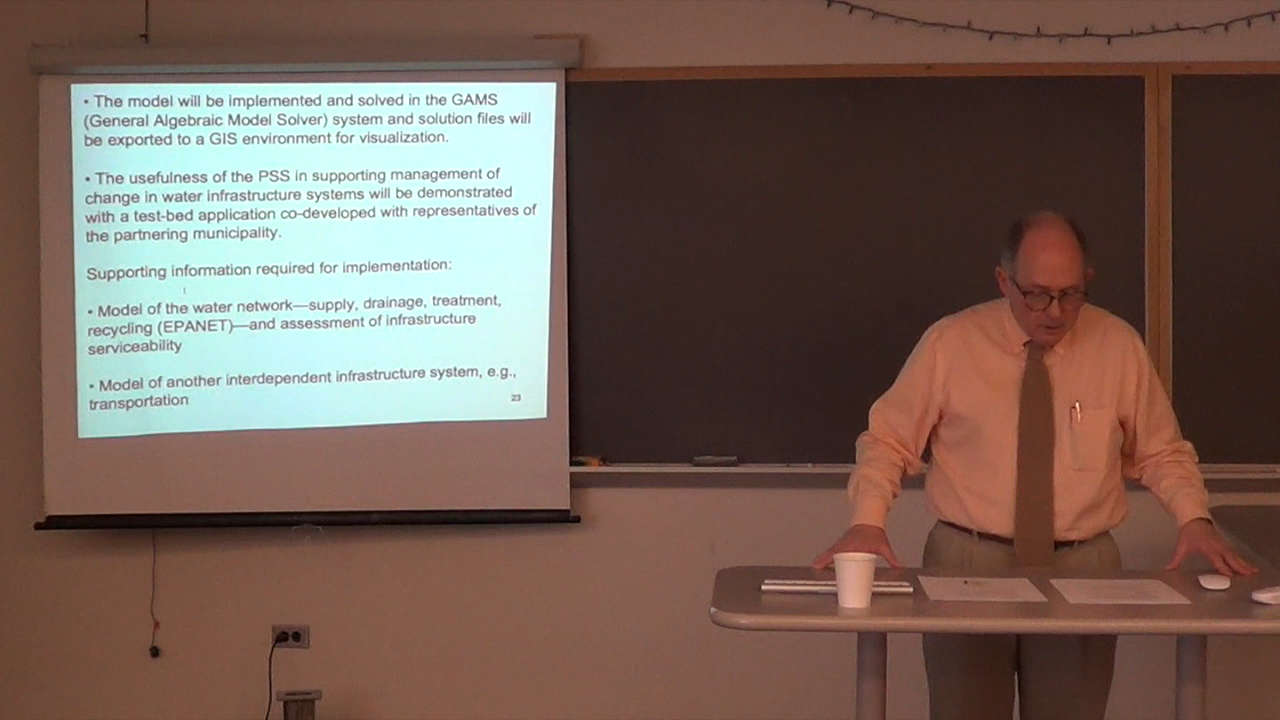 • The model will be implemented and solved in the GAMS
(General Algebraic Model Solver) system and solution files will
be exported to a GIS environment for visualization.
• The usefulness of the PSS in supporting management of
change in water infrastructure systems will be demonstrated
with a test-bed application co-developed with representatives of
the partnering municipality.
Supporting information required for implementation:
• Model of the water network—supply, drainage, treatment,
recycling (EPANET)—and assessment of infrastructure
serviceability
• Model of another interdependent infrastructure system, e.g.,
transportation
23